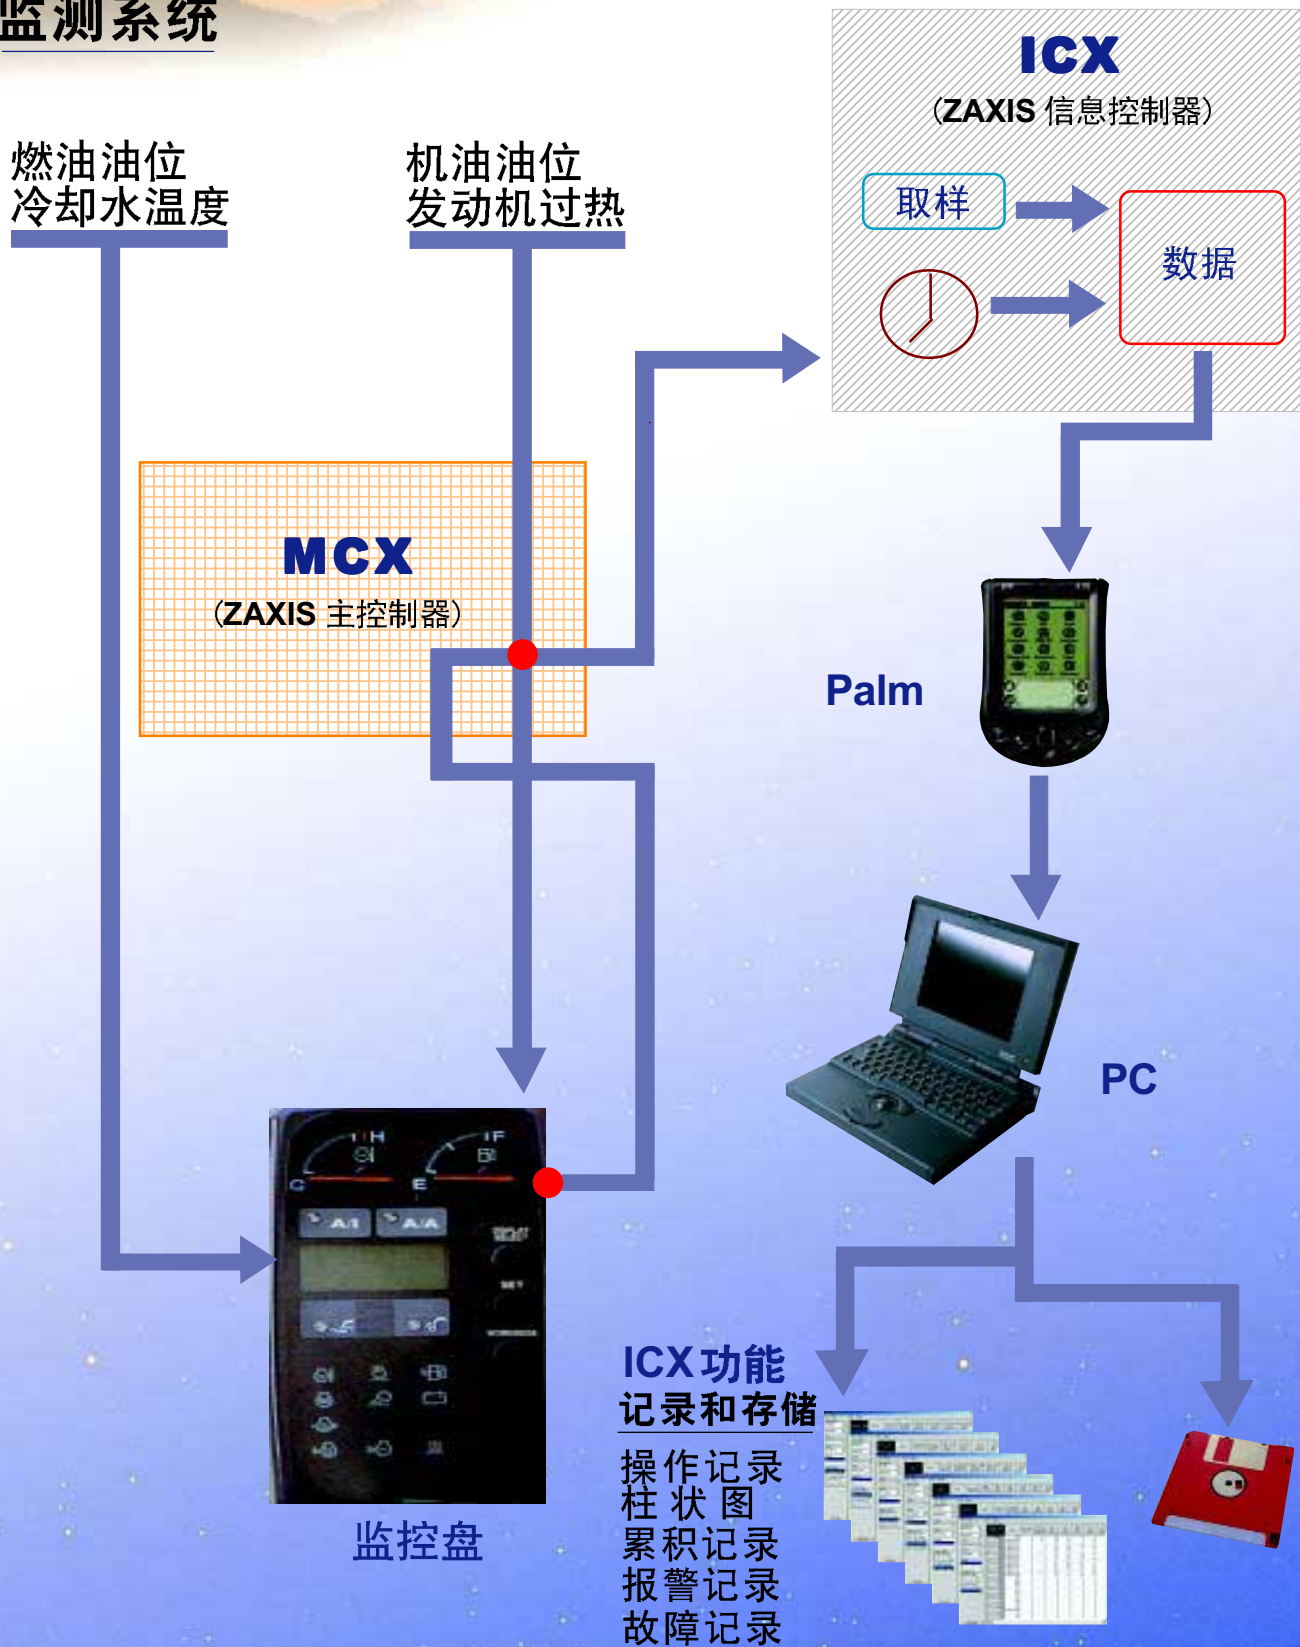 监测系统
ICX
(ZAXIS 信息控制器)
燃油油位
冷却水温度
机油油位
发动机过热
取样
数据
MCX
(ZAXIS 主控制器)
Palm
PC
H
F
C
E
A/I
A/A
SET
监控盘
ICX 功能
记录和存储
操作记录
柱 状 图
累积记录
报警记录
故障记录